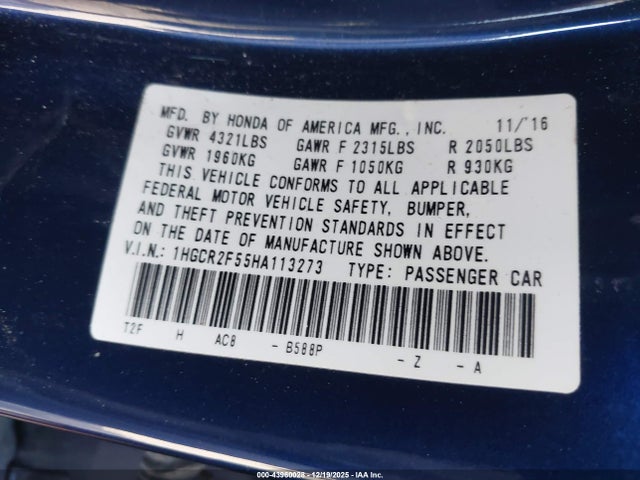 MFD. BY HONDA OF AMERICA MFG., INC. 11/'16
GVWR 4321LBS GAWR F 2315LBS R 2050LBS
GVWR 1960KG GAWR F 1050KG R 930KG
THIS VEHICLE CONFORMS TO ALL APPLICABLE
FEDERAL MOTOR VEHICLE SAFETY, BUMPER,
AND THEFT PREVENTION STANDARDS IN EFFECT
ON THE DATE OF MANUFACTURE SHOWN ABOVE.
V.I.N.: 1HGCR2F55HA113273 TYPE: PASSENGER CAR
T2F H AC8 - B588P - Z - A
000-43960028 - 12/19/2025 - IAA Inc.